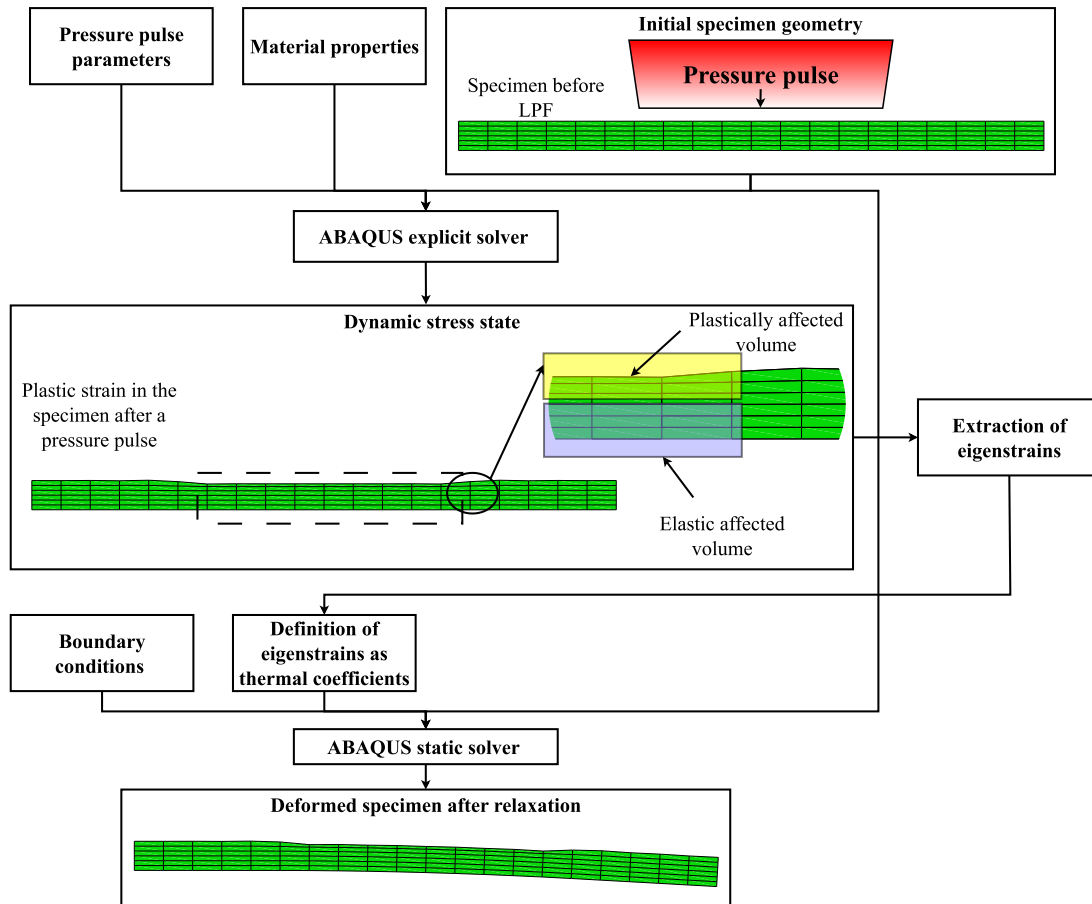 Pressure pulse
parameters
Material properties
Initial specimen geometry
Pressure pulse
Specimen before
LPF
ABAQUS explicit solver
Dynamic stress state
Plastically affected
volume
Plastic strain in the
specimen after a
pressure pulse
Elastic affected
volume
Extraction of
eigenstrains
Boundary
conditions
Definition of
eigenstrains as
thermal coefficients
ABAQUS static solver
Deformed specimen after relaxation